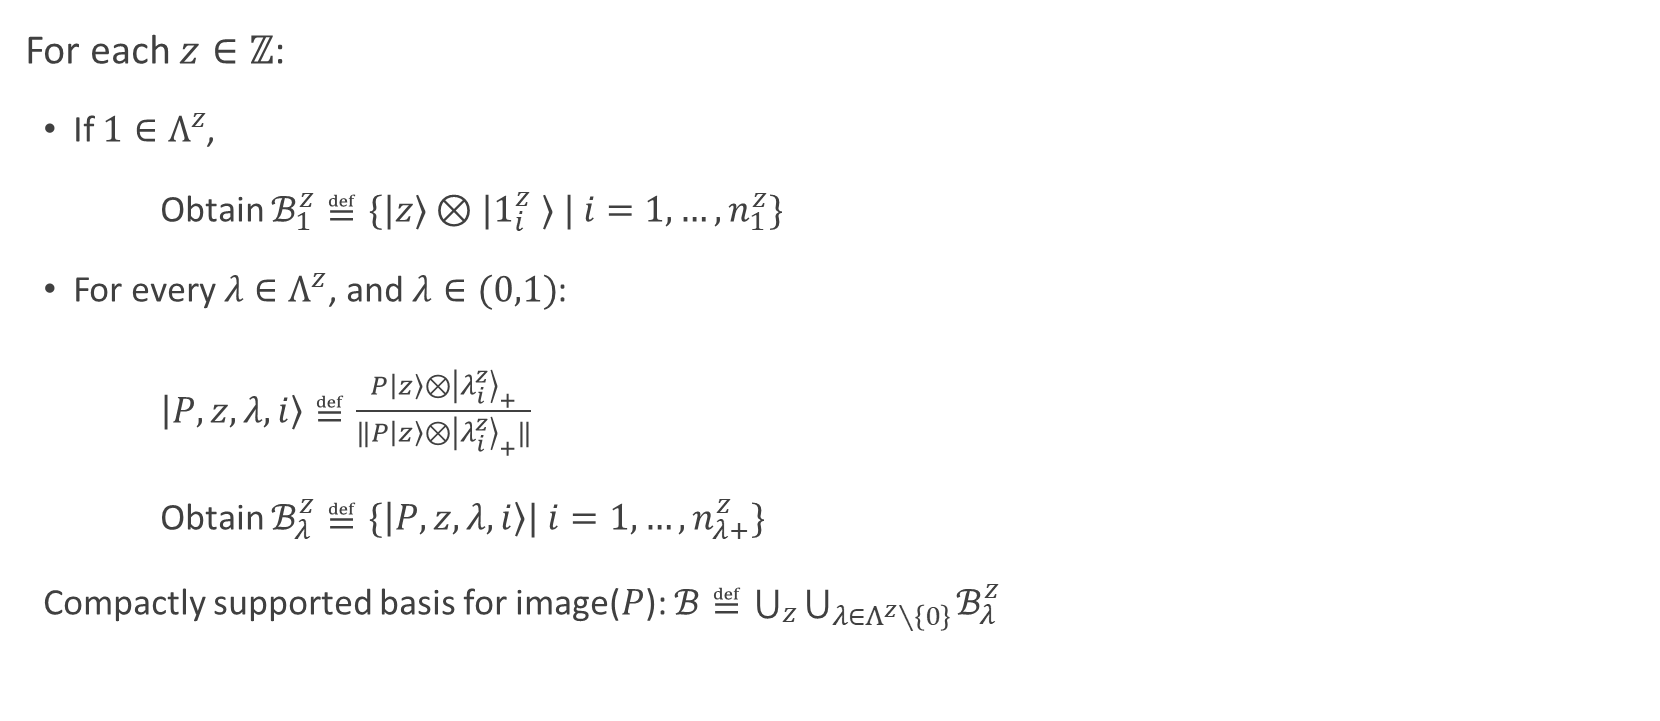 For each z ∈ ℤ:
• If 1 ∈ Λ^z,
Obtain ℬ_1^z ≝ {|z⟩ ⊗ |1_i^z ⟩ | i = 1, … , n_1^z}
• For every λ ∈ Λ^z, and λ ∈ (0,1):
|P, z, λ, i⟩ ≝ P|z⟩⊗|λ_i^z⟩_+ / ‖P|z⟩⊗|λ_i^z⟩_+‖
Obtain ℬ_λ^z ≝ {|P, z, λ, i⟩| i = 1, … , n_{λ+}^z}
Compactly supported basis for image(P): ℬ ≝ ⋃_z ⋃_{λ∈Λ^z∖{0}} ℬ_λ^z